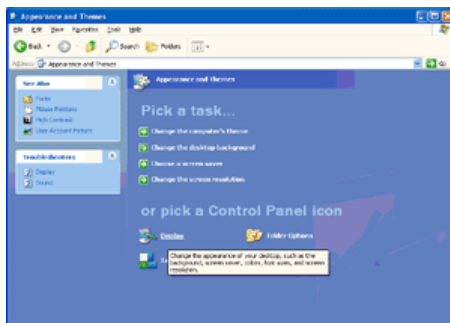 Appearance and Themes
File Edit View Favorites Tools Help
Back Search Folders
Address Appearance and Themes Go
See Also
Fonts
Mouse Pointers
High Contrast
User Account Picture
Troubleshooters
Display
Sound
Appearance and Themes
Pick a task...
Change the computer's theme
Change the desktop background
Choose a screen saver
Change the screen resolution
or pick a Control Panel icon
Display Folder Options
Change the appearance of your desktop, such as the
background, screen saver, colors, font sizes, and screen
resolution.